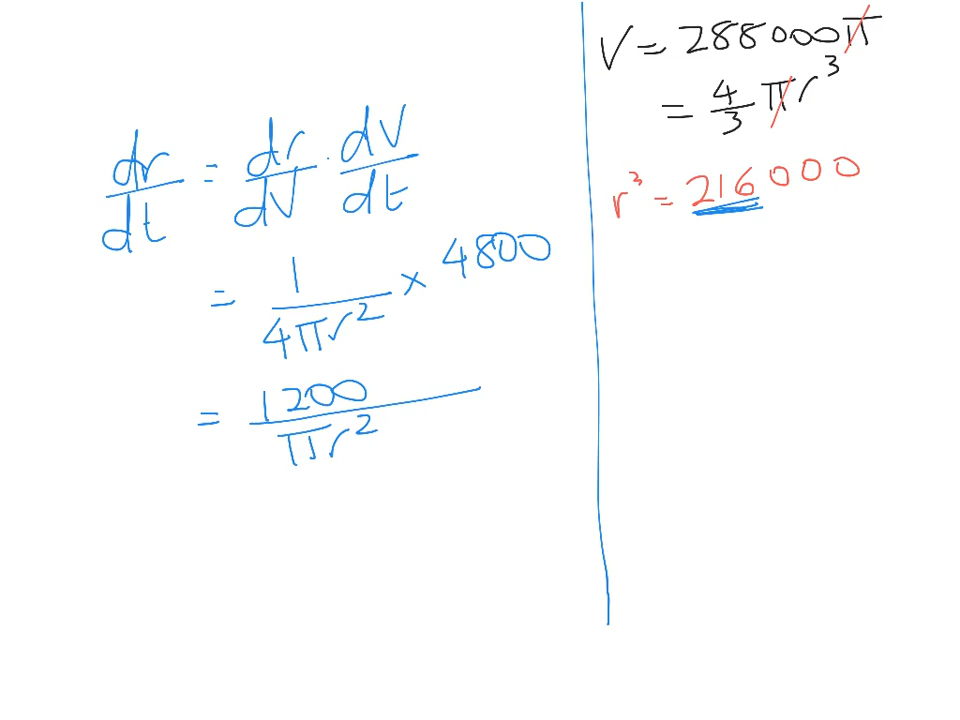 dr/dt = dr/dV · dV/dt
= 1/4πr² × 4800
= 1200/πr²
V = 288000π
= 4/3 πr³
r³ = 216000